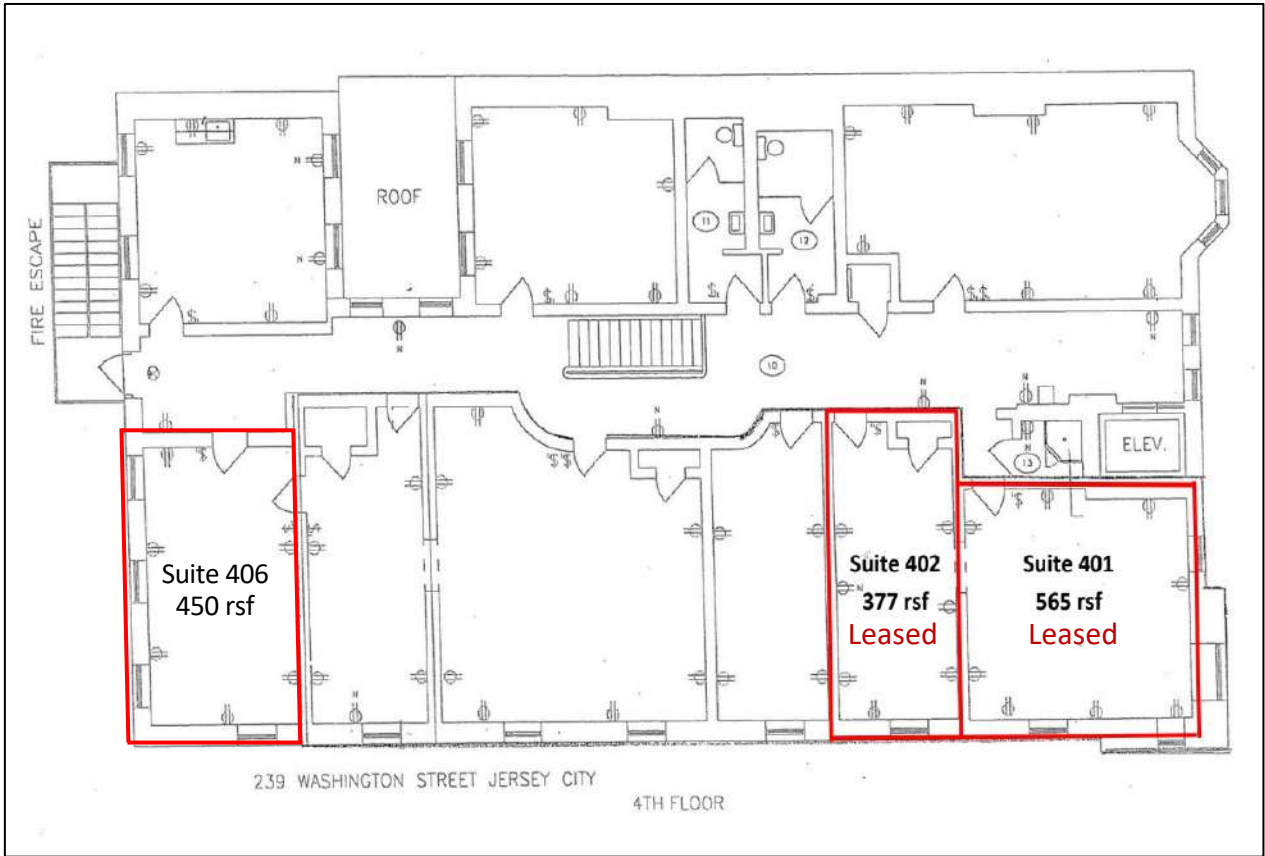 ROOF
FIRE ESCAPE
11
12
10
N
N
N
N
N
N
N
N
N
ELEV.
13
Suite 406
450 rsf
Suite 402
377 rsf
Leased
Suite 401
565 rsf
Leased
239 WASHINGTON STREET JERSEY CITY
4TH FLOOR